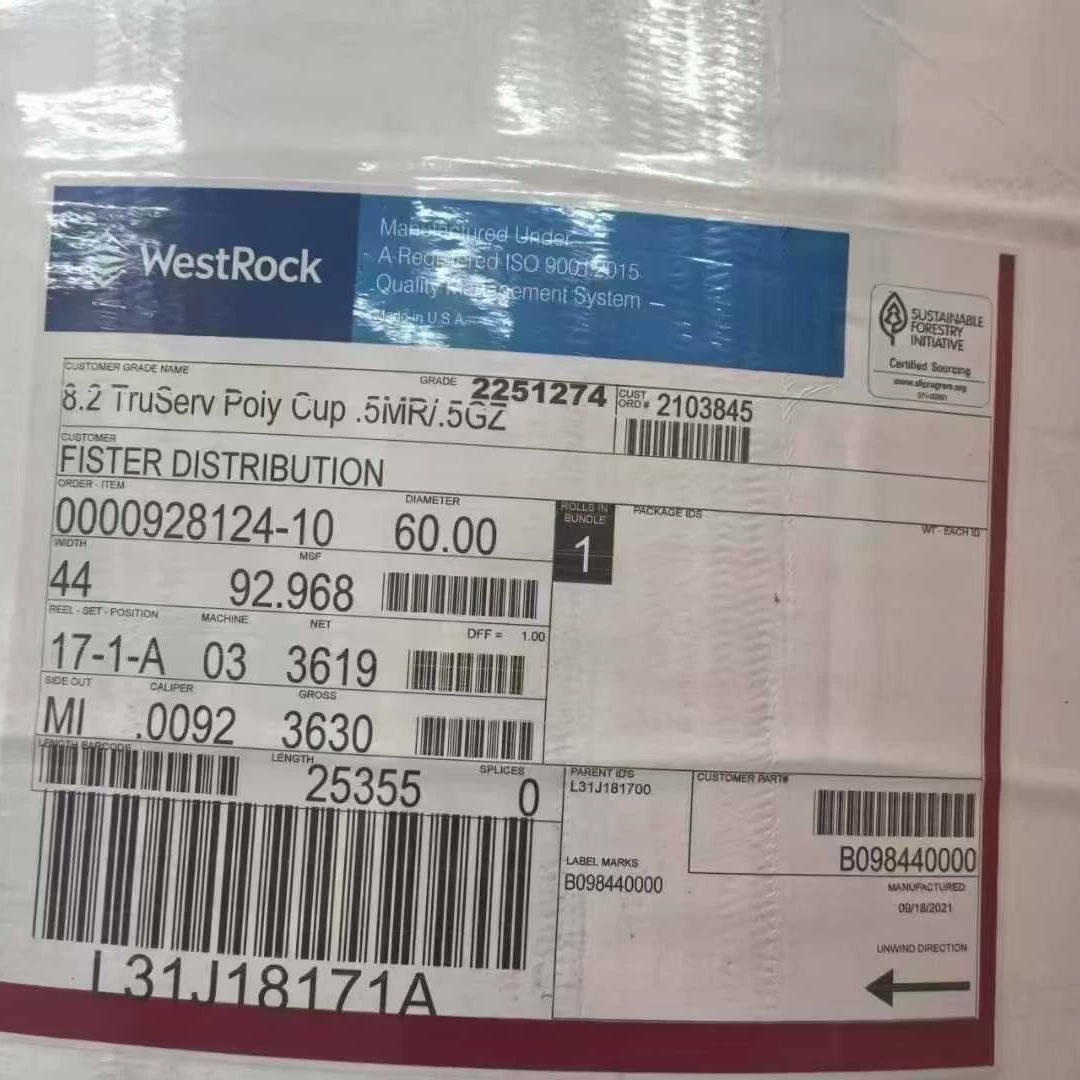 WestRock
Manufactured Under
A Registered ISO 9001:2015
Quality Management System
Made in U.S.A.
SUSTAINABLE
FORESTRY
INITIATIVE
Certified Sourcing
www.sfiprogram.org
CUSTOMER GRADE NAME
GRADE 2251274
8.2 TruServ Poly Cup .5MR/.5GZ
CUST
ORD# 2103845
CUSTOMER
FISTER DISTRIBUTION
ORDER - ITEM DIAMETER
0000928124-10 60.00
ROLLS IN
BUNDLE
1
PACKAGE IDS
WT - EACH ID
WIDTH MSF
44 92.968
REEL - SET - POSITION MACHINE NET DFF = 1.00
17-1-A 03 3619
SIDE OUT CALIPER GROSS
MI .0092 3630
LENGTH BARCODE LENGTH SPLICES
25355 0
L31J18171A
PARENT ID'S
L31J181700
LABEL MARKS
B098440000
CUSTOMER PART#
B098440000
MANUFACTURED
09/18/2021
UNWIND DIRECTION